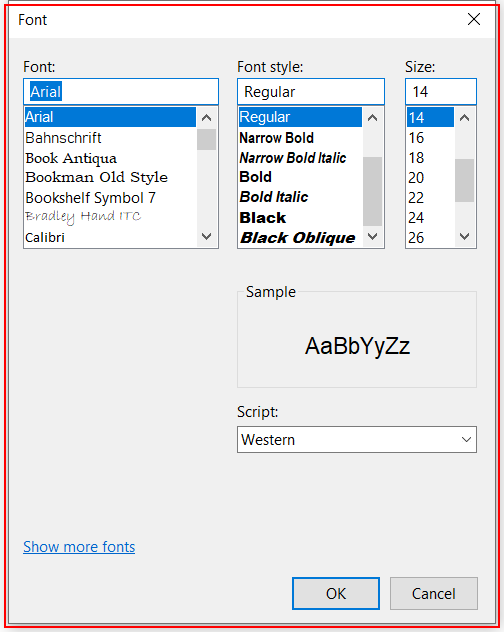 Font
Font:
Arial
Arial
Bahnschrift
Book Antiqua
Bookman Old Style
Bookshelf Symbol 7
Bradley Hand ITC
Calibri
Font style:
Regular
Regular
Narrow Bold
Narrow Bold Italic
Bold
Bold Italic
Black
Black Oblique
Size:
14
14
16
18
20
22
24
26
Sample
AaBbYyZz
Script:
Western
Show more fonts
OK
Cancel